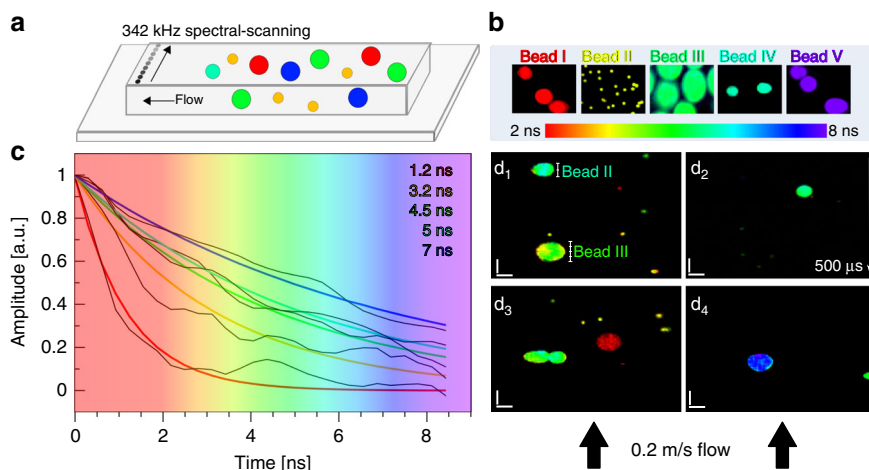 a
342 kHz spectral-scanning
Flow
b
Bead I Bead II Bead III Bead IV Bead V
2 ns 8 ns
c
1.2 ns
3.2 ns
4.5 ns
5 ns
7 ns
Amplitude [a.u.]
1
0.8
0.6
0.4
0.2
0
0 2 4 6 8
Time [ns]
d1
Bead II
Bead III
d2
500 µs
d3
d4
0.2 m/s flow